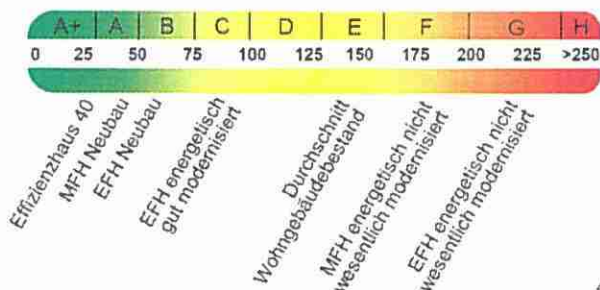 A+ A B C D E F G H
0 25 50 75 100 125 150 175 200 225 >250
Effizienzhaus 40
MFH Neubau
EFH Neubau
EFH energetisch
gut modernisiert
Durchschnitt
Wohngebäudebestand
MFH energetisch nicht
wesentlich modernisiert
EFH energetisch nicht
wesentlich modernisiert